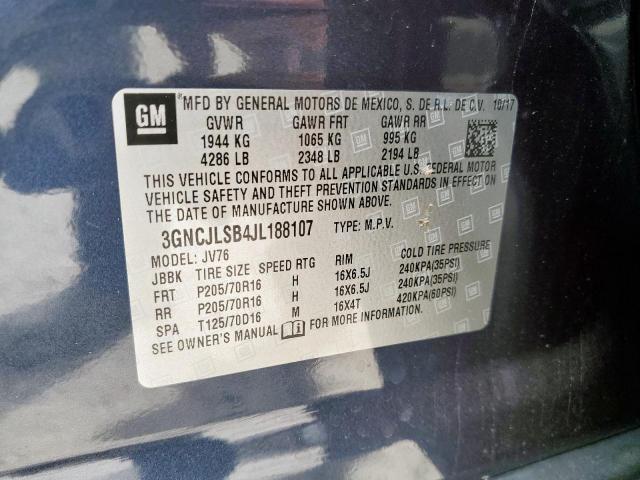 GM MFD BY GENERAL MOTORS DE MEXICO, S. DE R.L. DE C.V. 10/17
GVWR GAWR FRT GAWR RR
1944 KG 1065 KG 995 KG
4286 LB 2348 LB 2194 LB
THIS VEHICLE CONFORMS TO ALL APPLICABLE U.S. FEDERAL MOTOR
VEHICLE SAFETY AND THEFT PREVENTION STANDARDS IN EFFECT ON
THE DATE OF MANUFACTURE SHOWN ABOVE.
3GNCJLSB4JL188107 TYPE: M.P.V.
MODEL: JV76
JBBK TIRE SIZE SPEED RTG RIM COLD TIRE PRESSURE
FRT P205/70R16 H 16X6.5J 240KPA(35PSI)
RR P205/70R16 H 16X6.5J 240KPA(35PSI)
SPA T125/70D16 M 16X4T 420KPA(60PSI)
SEE OWNER'S MANUAL FOR MORE INFORMATION.